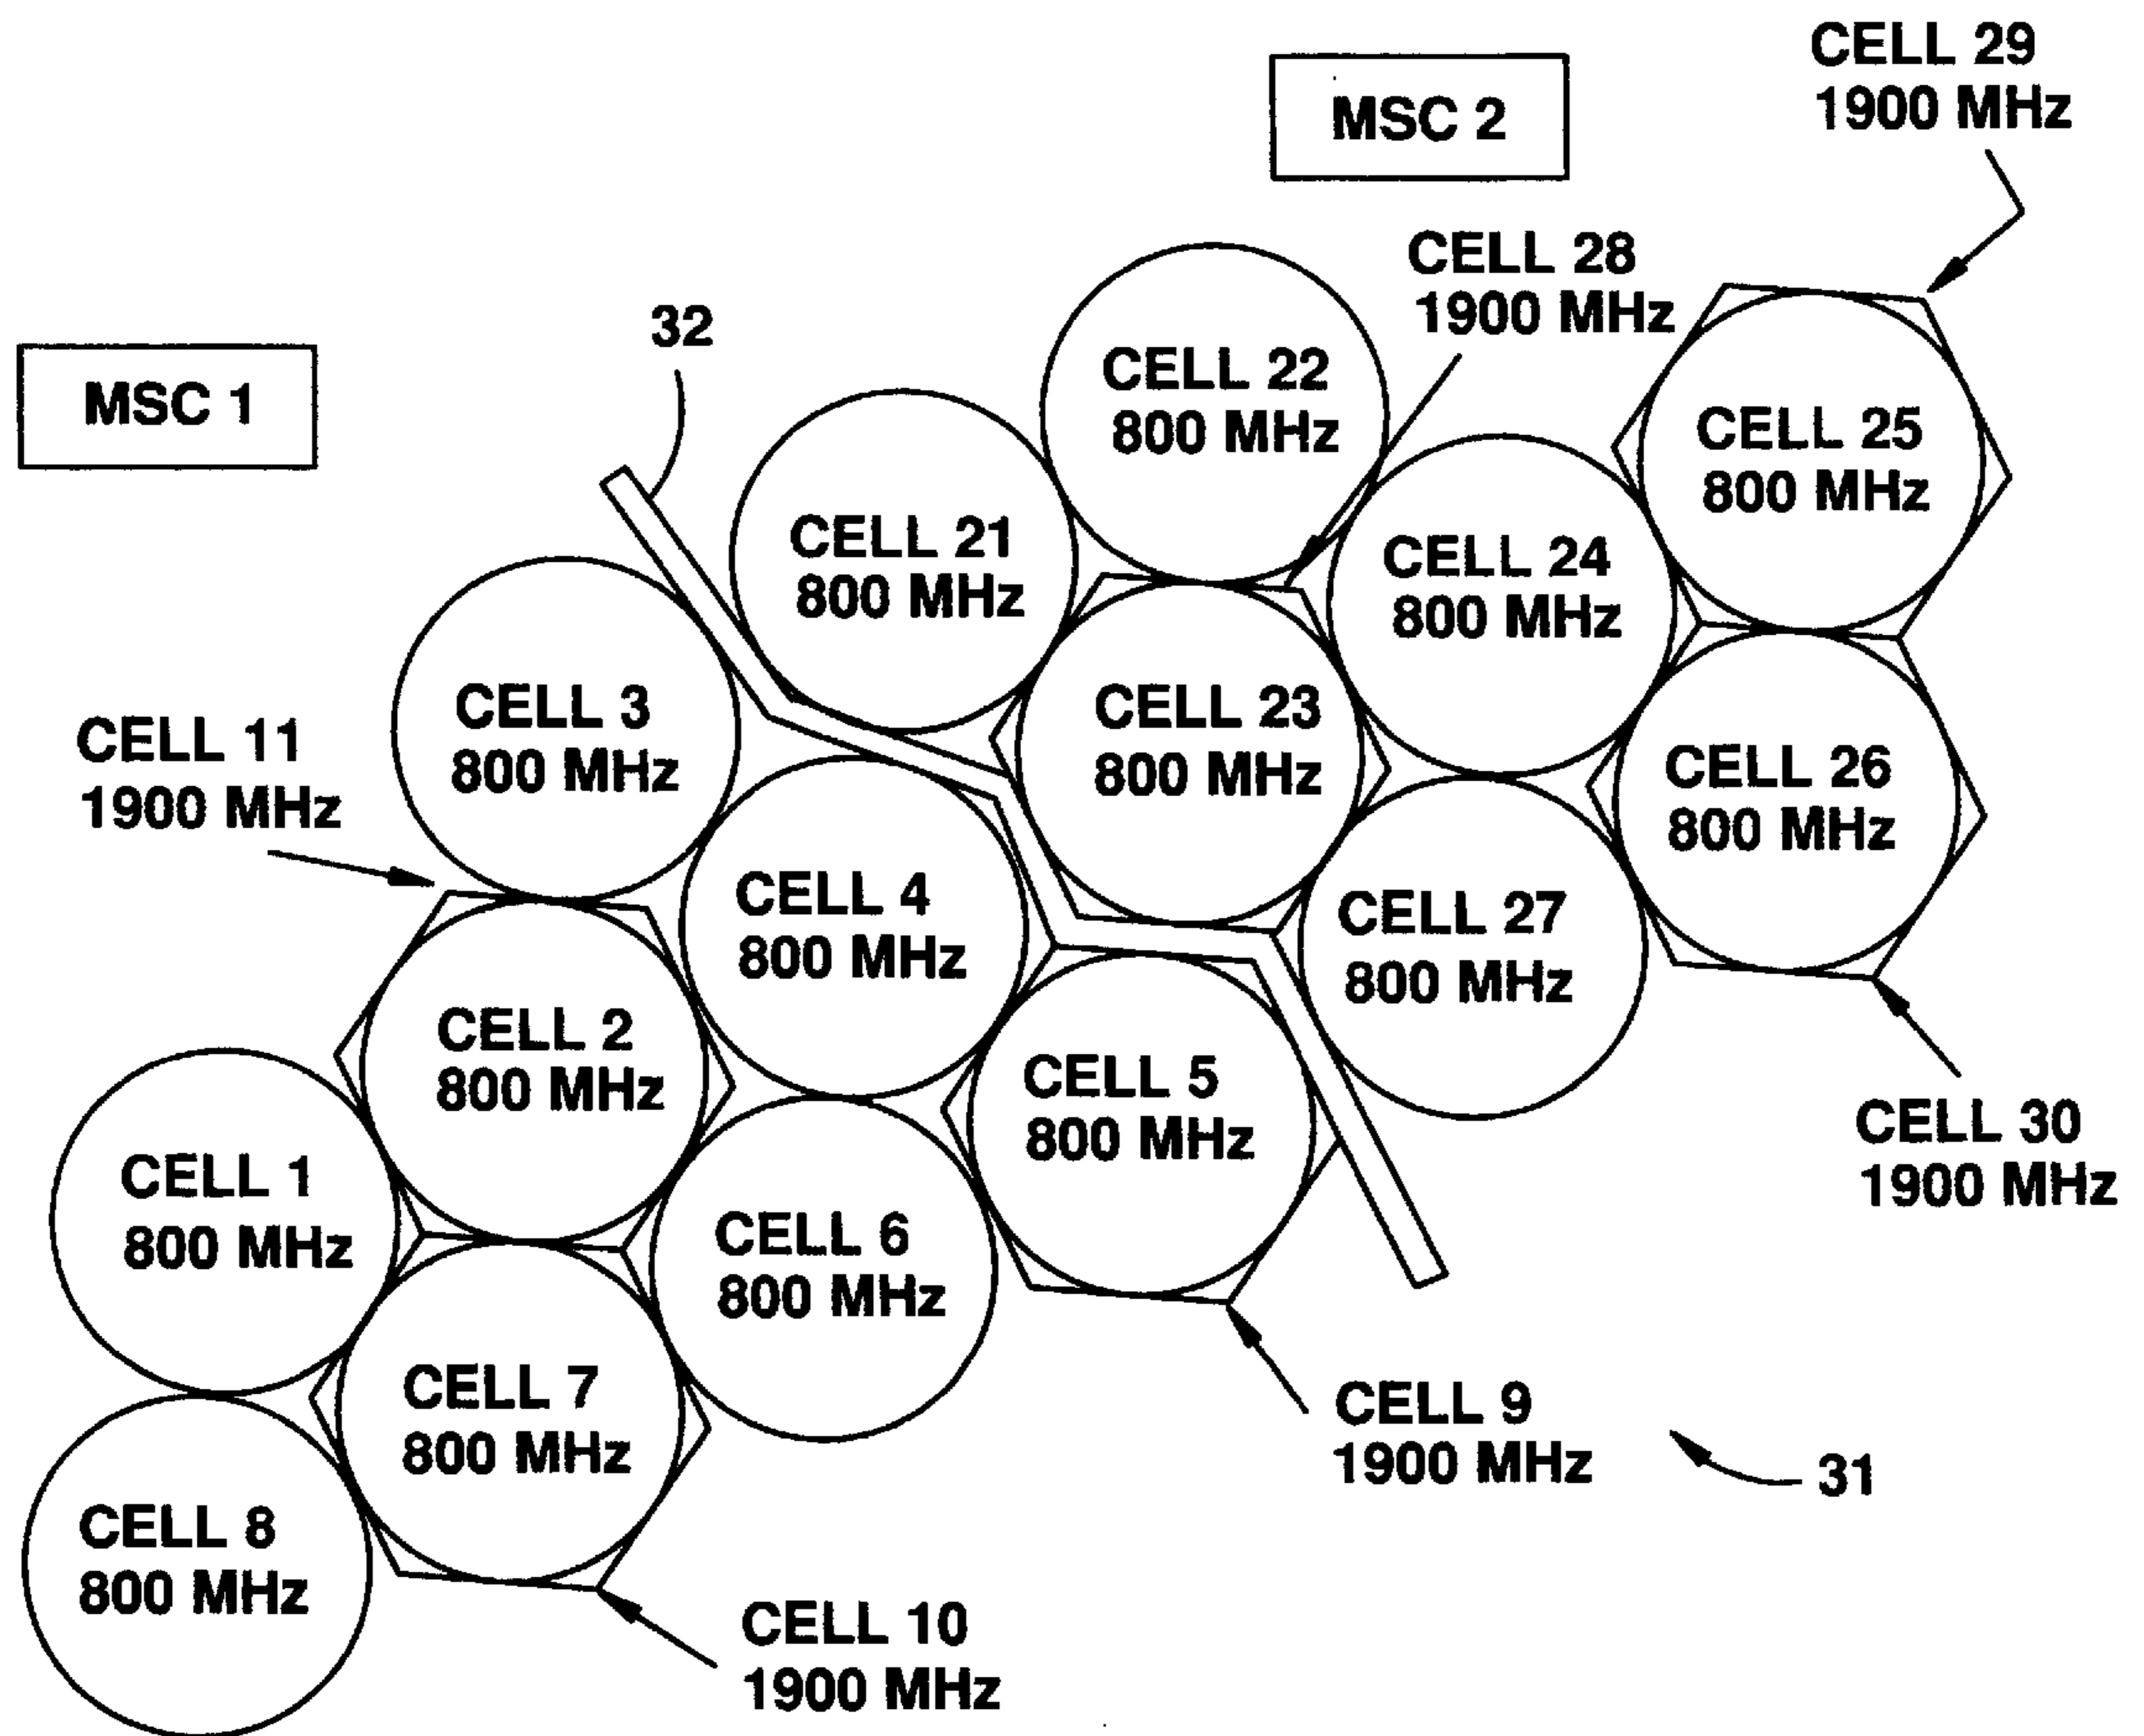 CELL 29
1900 MHz
MSC 2
CELL 28
1900 MHz
32
MSC 1
CELL 22
800 MHz
CELL 25
800 MHz
CELL 21
800 MHz
CELL 24
800 MHz
CELL 3
800 MHz
CELL 23
800 MHz
CELL 11
1900 MHz
CELL 26
800 MHz
CELL 4
800 MHz
CELL 27
800 MHz
CELL 2
800 MHz
CELL 5
800 MHz
CELL 30
1900 MHz
CELL 1
800 MHz
CELL 6
800 MHz
CELL 7
800 MHz
CELL 9
1900 MHz
31
CELL 8
800 MHz
CELL 10
1900 MHz